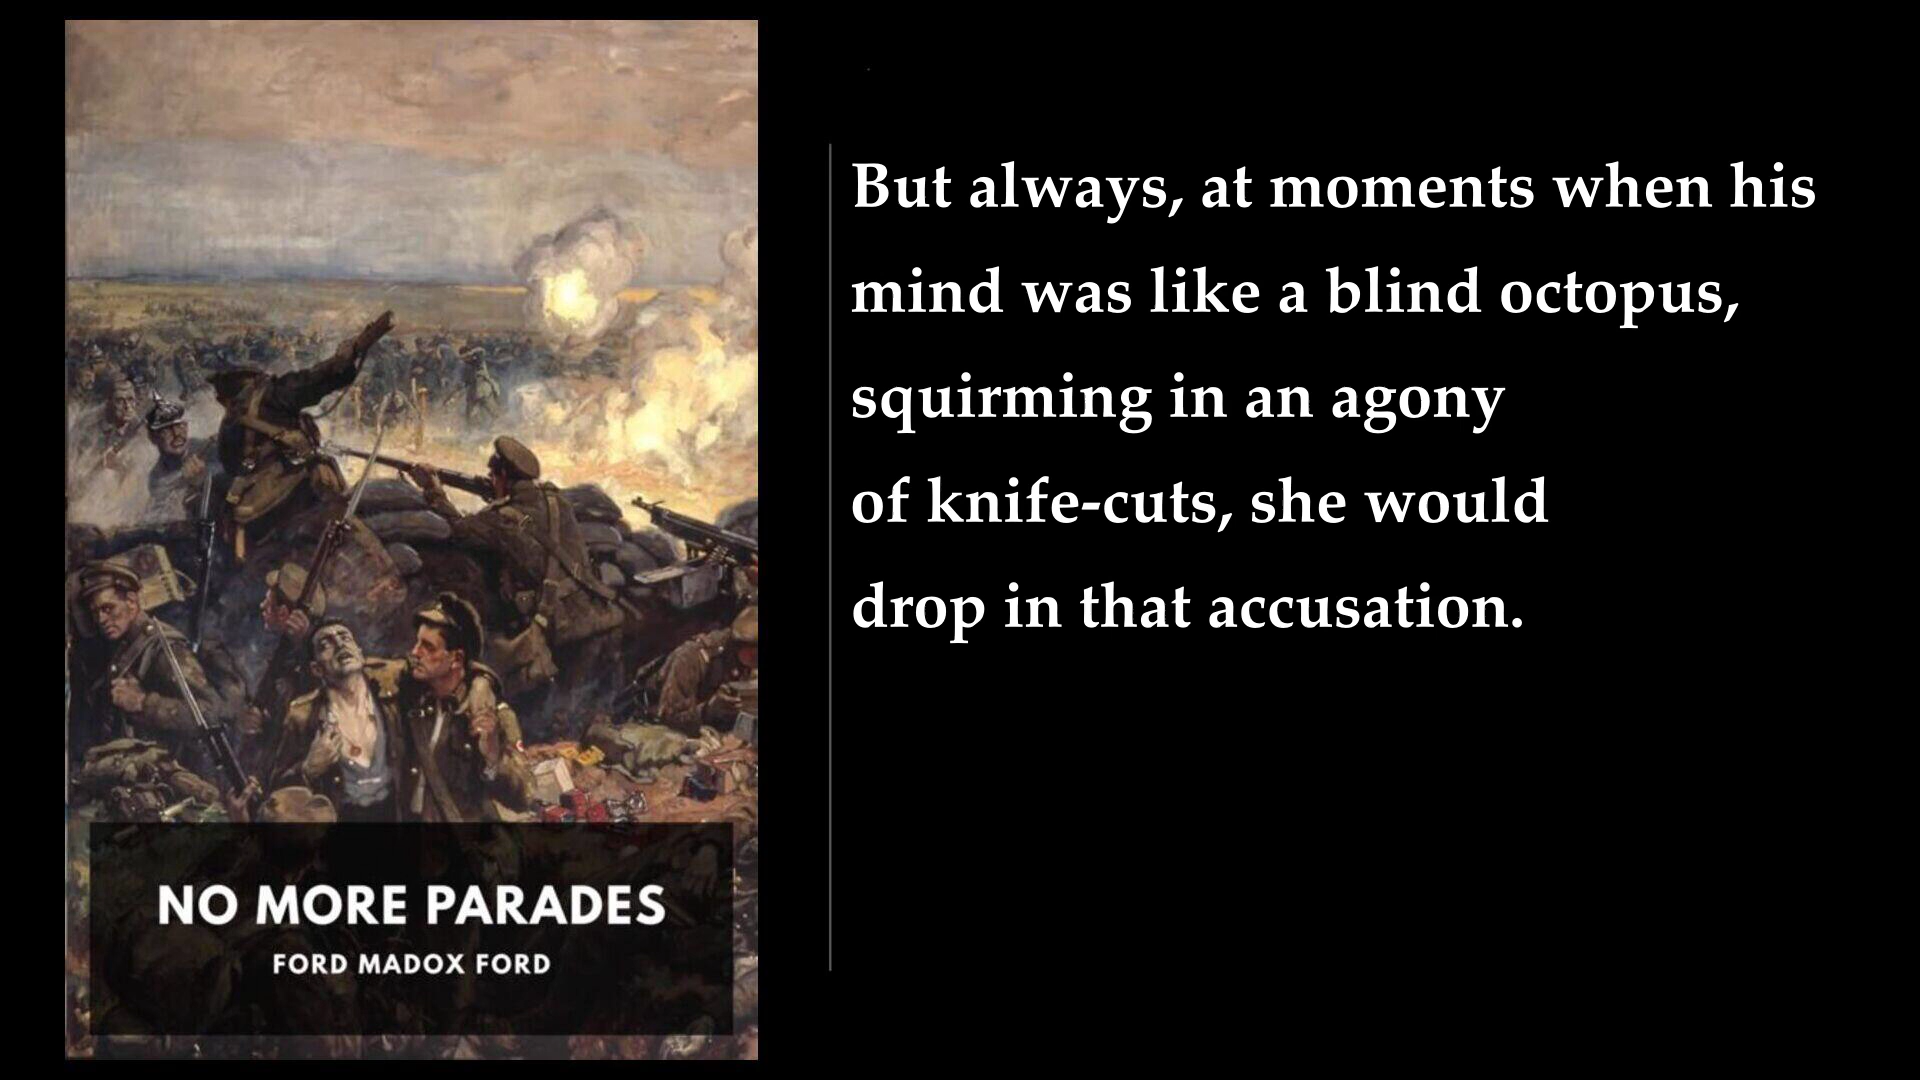 But always, at moments when his
mind was like a blind octopus,
squirming in an agony
of knife-cuts, she would
drop in that accusation.
NO MORE PARADES
FORD MADOX FORD